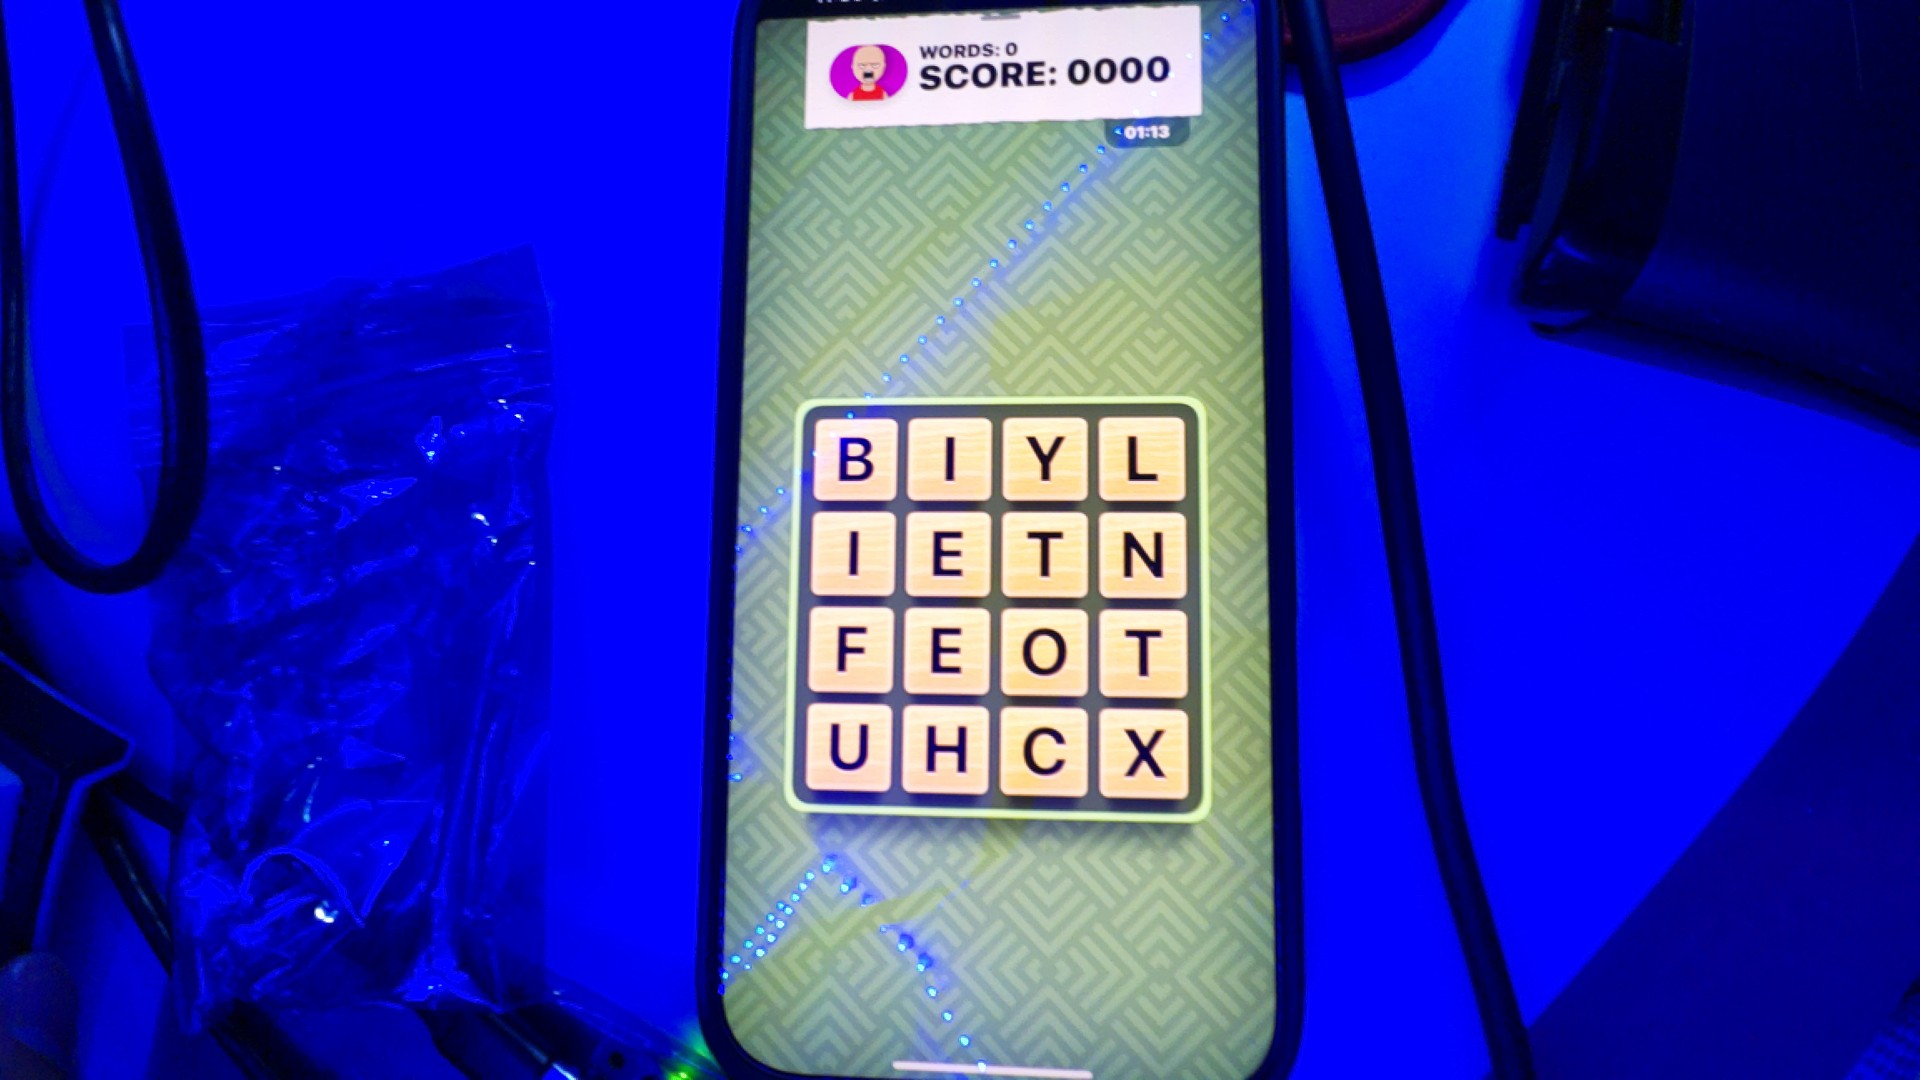 WORDS: 0
SCORE: 0000
01:13
B I Y L
I E T N
F E O T
U H C X